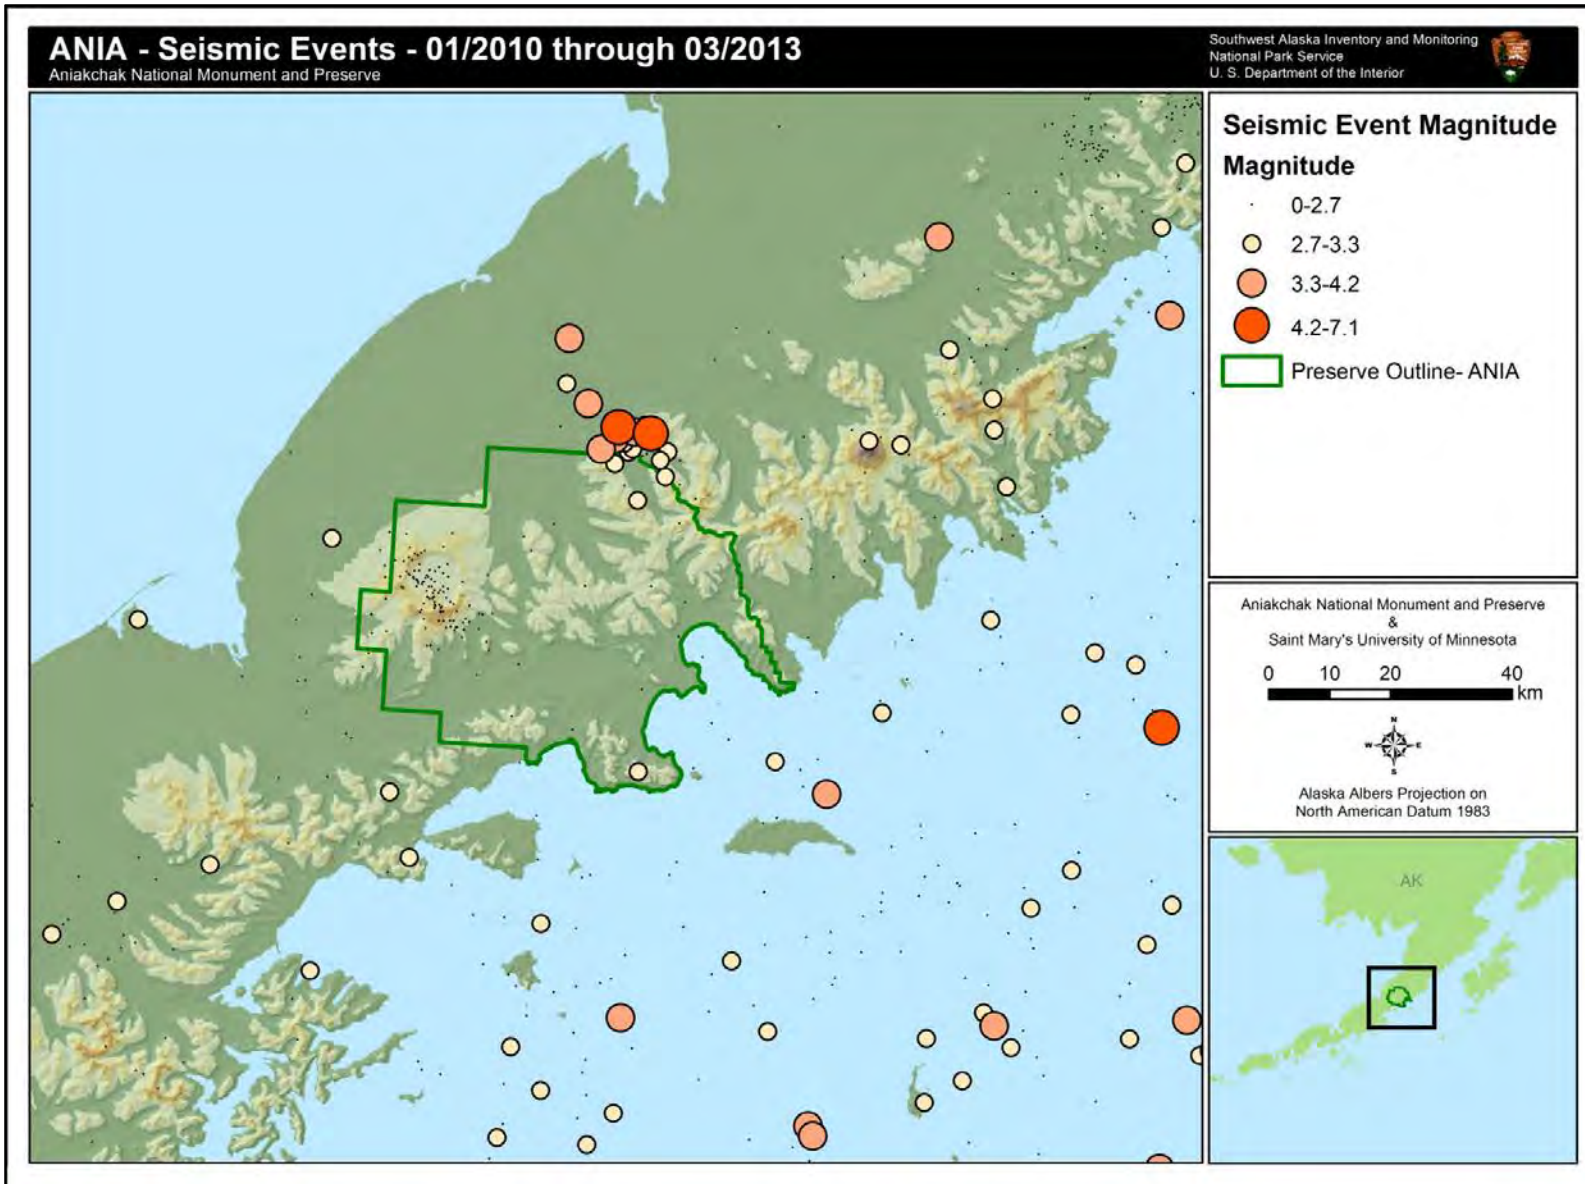 ANIA - Seismic Events - 01/2010 through 03/2013
Aniakchak National Monument and Preserve
Southwest Alaska Inventory and Monitoring
National Park Service
U. S. Department of the Interior
Seismic Event Magnitude
Magnitude
0-2.7
2.7-3.3
3.3-4.2
4.2-7.1
Preserve Outline- ANIA
Aniakchak National Monument and Preserve
&
Saint Mary's University of Minnesota
0 10 20 40
km
N
W E
S
Alaska Albers Projection on
North American Datum 1983
AK